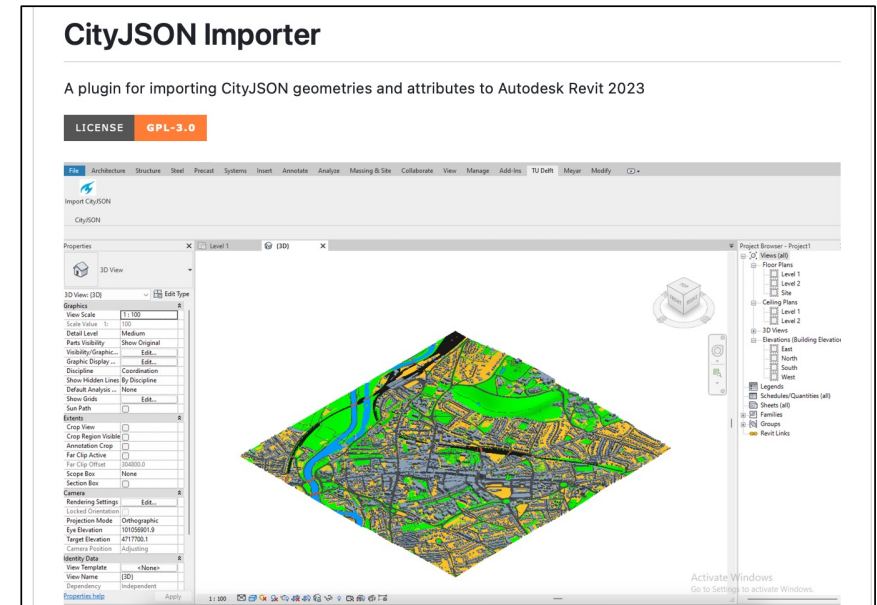 CityJSON Importer
A plugin for importing CityJSON geometries and attributes to Autodesk Revit 2023
LICENSE GPL-3.0
File Architecture Structure Steel Precast Systems Insert Annotate Analyze Massing & Site Collaborate View Manage Add-Ins TU Delft Meyar Modify
Import CityJSON
CityJSON
Properties
Level 1 {3D}
Project Browser - Project1
3D View
3D View: {3D} Edit Type
Graphics
View Scale 1 : 100
Scale Value 1: 100
Detail Level Medium
Parts Visibility Show Original
Visibility/Graphic... Edit...
Graphic Display ... Edit...
Discipline Coordination
Show Hidden Lines By Discipline
Default Analysis ... None
Show Grids Edit...
Sun Path
Extents
Crop View
Crop Region Visible
Annotation Crop
Far Clip Active
Far Clip Offset 304800.0
Scope Box None
Section Box
Camera
Rendering Settings Edit...
Locked Orientation
Projection Mode Orthographic
Eye Elevation 101056901.9
Target Elevation 4717700.1
Camera Position Adjusting
Identity Data
View Template <None>
View Name {3D}
Dependency Independent
Properties help Apply
TOP
FRONT RIGHT
Views (all)
Floor Plans
Level 1
Level 2
Site
Ceiling Plans
Level 1
Level 2
3D Views
Elevations (Building Elevation
East
North
South
West
Legends
Schedules/Quantities (all)
Sheets (all)
Families
Groups
Revit Links
Activate Windows
Go to Settings to activate Windows.
1 : 100